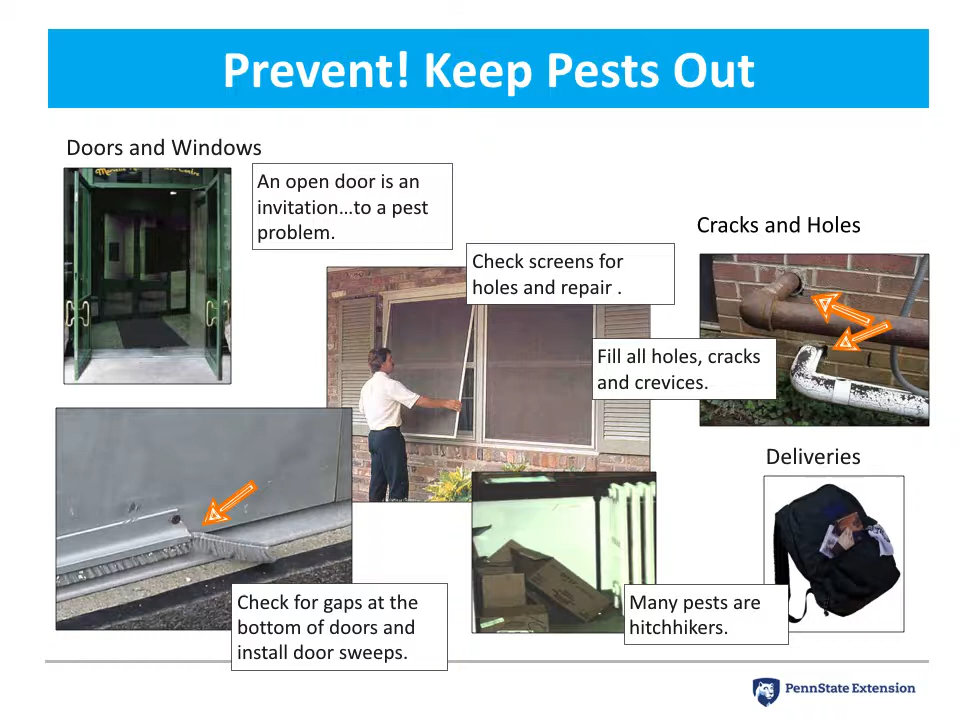 Prevent! Keep Pests Out
Doors and Windows
An open door is an
invitation…to a pest
problem.
Check screens for
holes and repair .
Cracks and Holes
Fill all holes, cracks
and crevices.
Deliveries
Check for gaps at the
bottom of doors and
install door sweeps.
Many pests are
hitchhikers.
PennState Extension